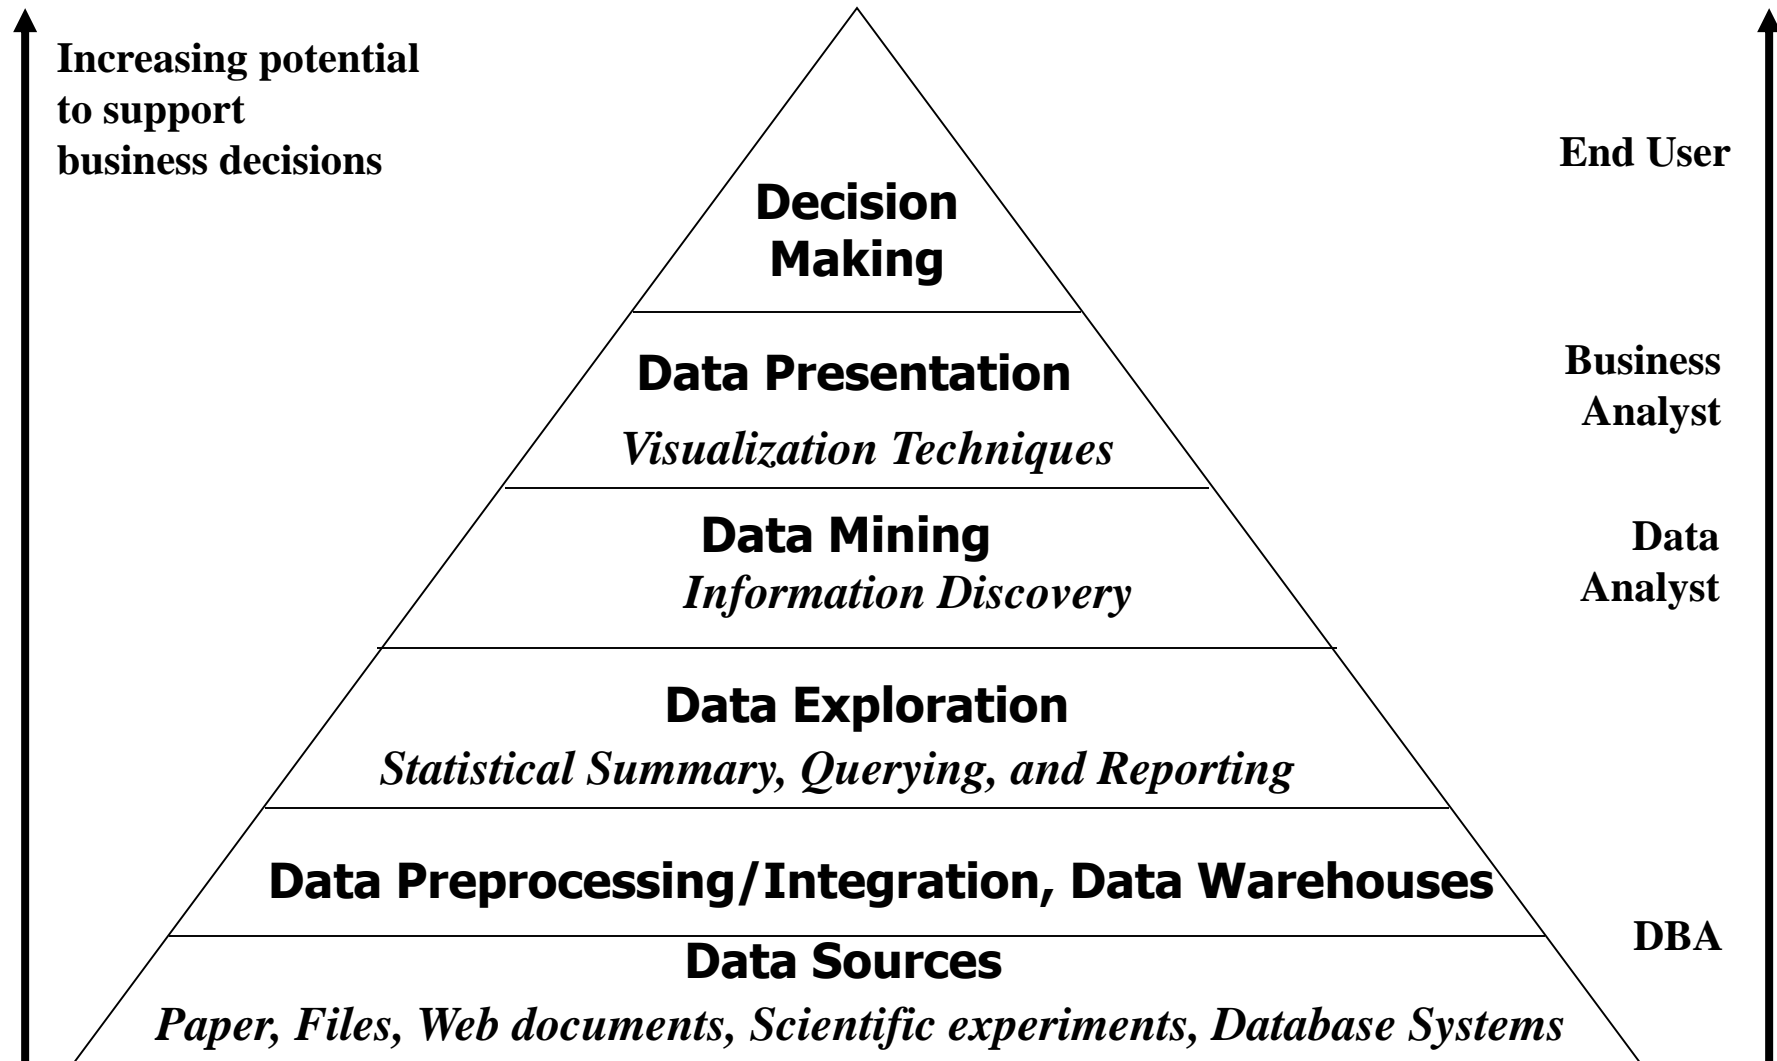 Increasing potential
to support
business decisions
End User
Decision
Making
Data Presentation
Visualization Techniques
Business
Analyst
Data Mining
Information Discovery
Data
Analyst
Data Exploration
Statistical Summary, Querying, and Reporting
Data Preprocessing/Integration, Data Warehouses
DBA
Data Sources
Paper, Files, Web documents, Scientific experiments, Database Systems